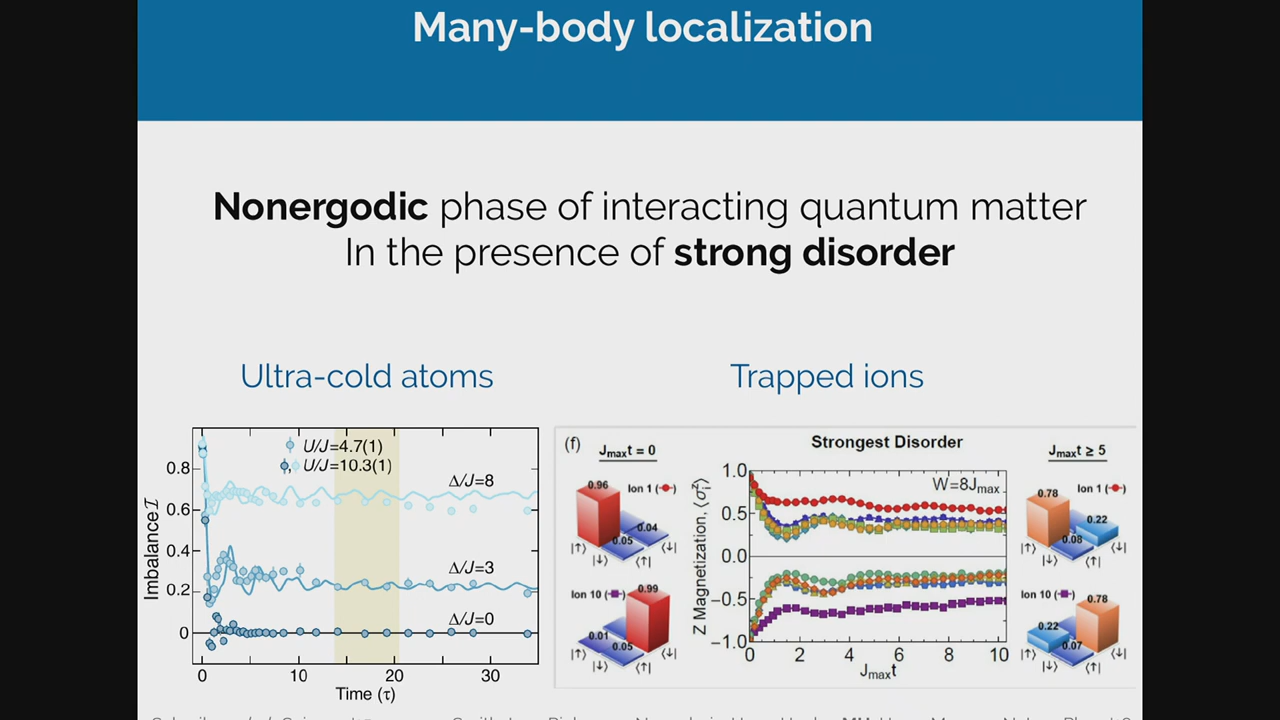 Many-body localization
Nonergodic phase of interacting quantum matter
In the presence of strong disorder
Ultra-cold atoms
Trapped ions
U/J=4.7(1)
U/J=10.3(1)
Δ/J=8
Δ/J=3
Δ/J=0
0.8
0.6
0.4
0.2
0
Imbalance I
0 10 20 30
Time (τ)
(f)
Strongest Disorder
Jmaxt = 0
Jmaxt ≥ 5
W=8Jmax
Ion 1
0.96
0.04
0.05
|↑⟩
|↓⟩
⟨↑|
⟨↓|
Ion 10
0.99
0.01
0.05
|↑⟩
|↓⟩
⟨↑|
⟨↓|
Z Magnetization, ⟨σᵢᶻ⟩
1.0
0.5
0.0
−0.5
−1.0
0 2 4 6 8 10
Jmaxt
Ion 1
0.78
0.22
0.08
|↑⟩
|↓⟩
⟨↑|
⟨↓|
Ion 10
0.78
0.22
0.07
|↑⟩
|↓⟩
⟨↑|
⟨↓|